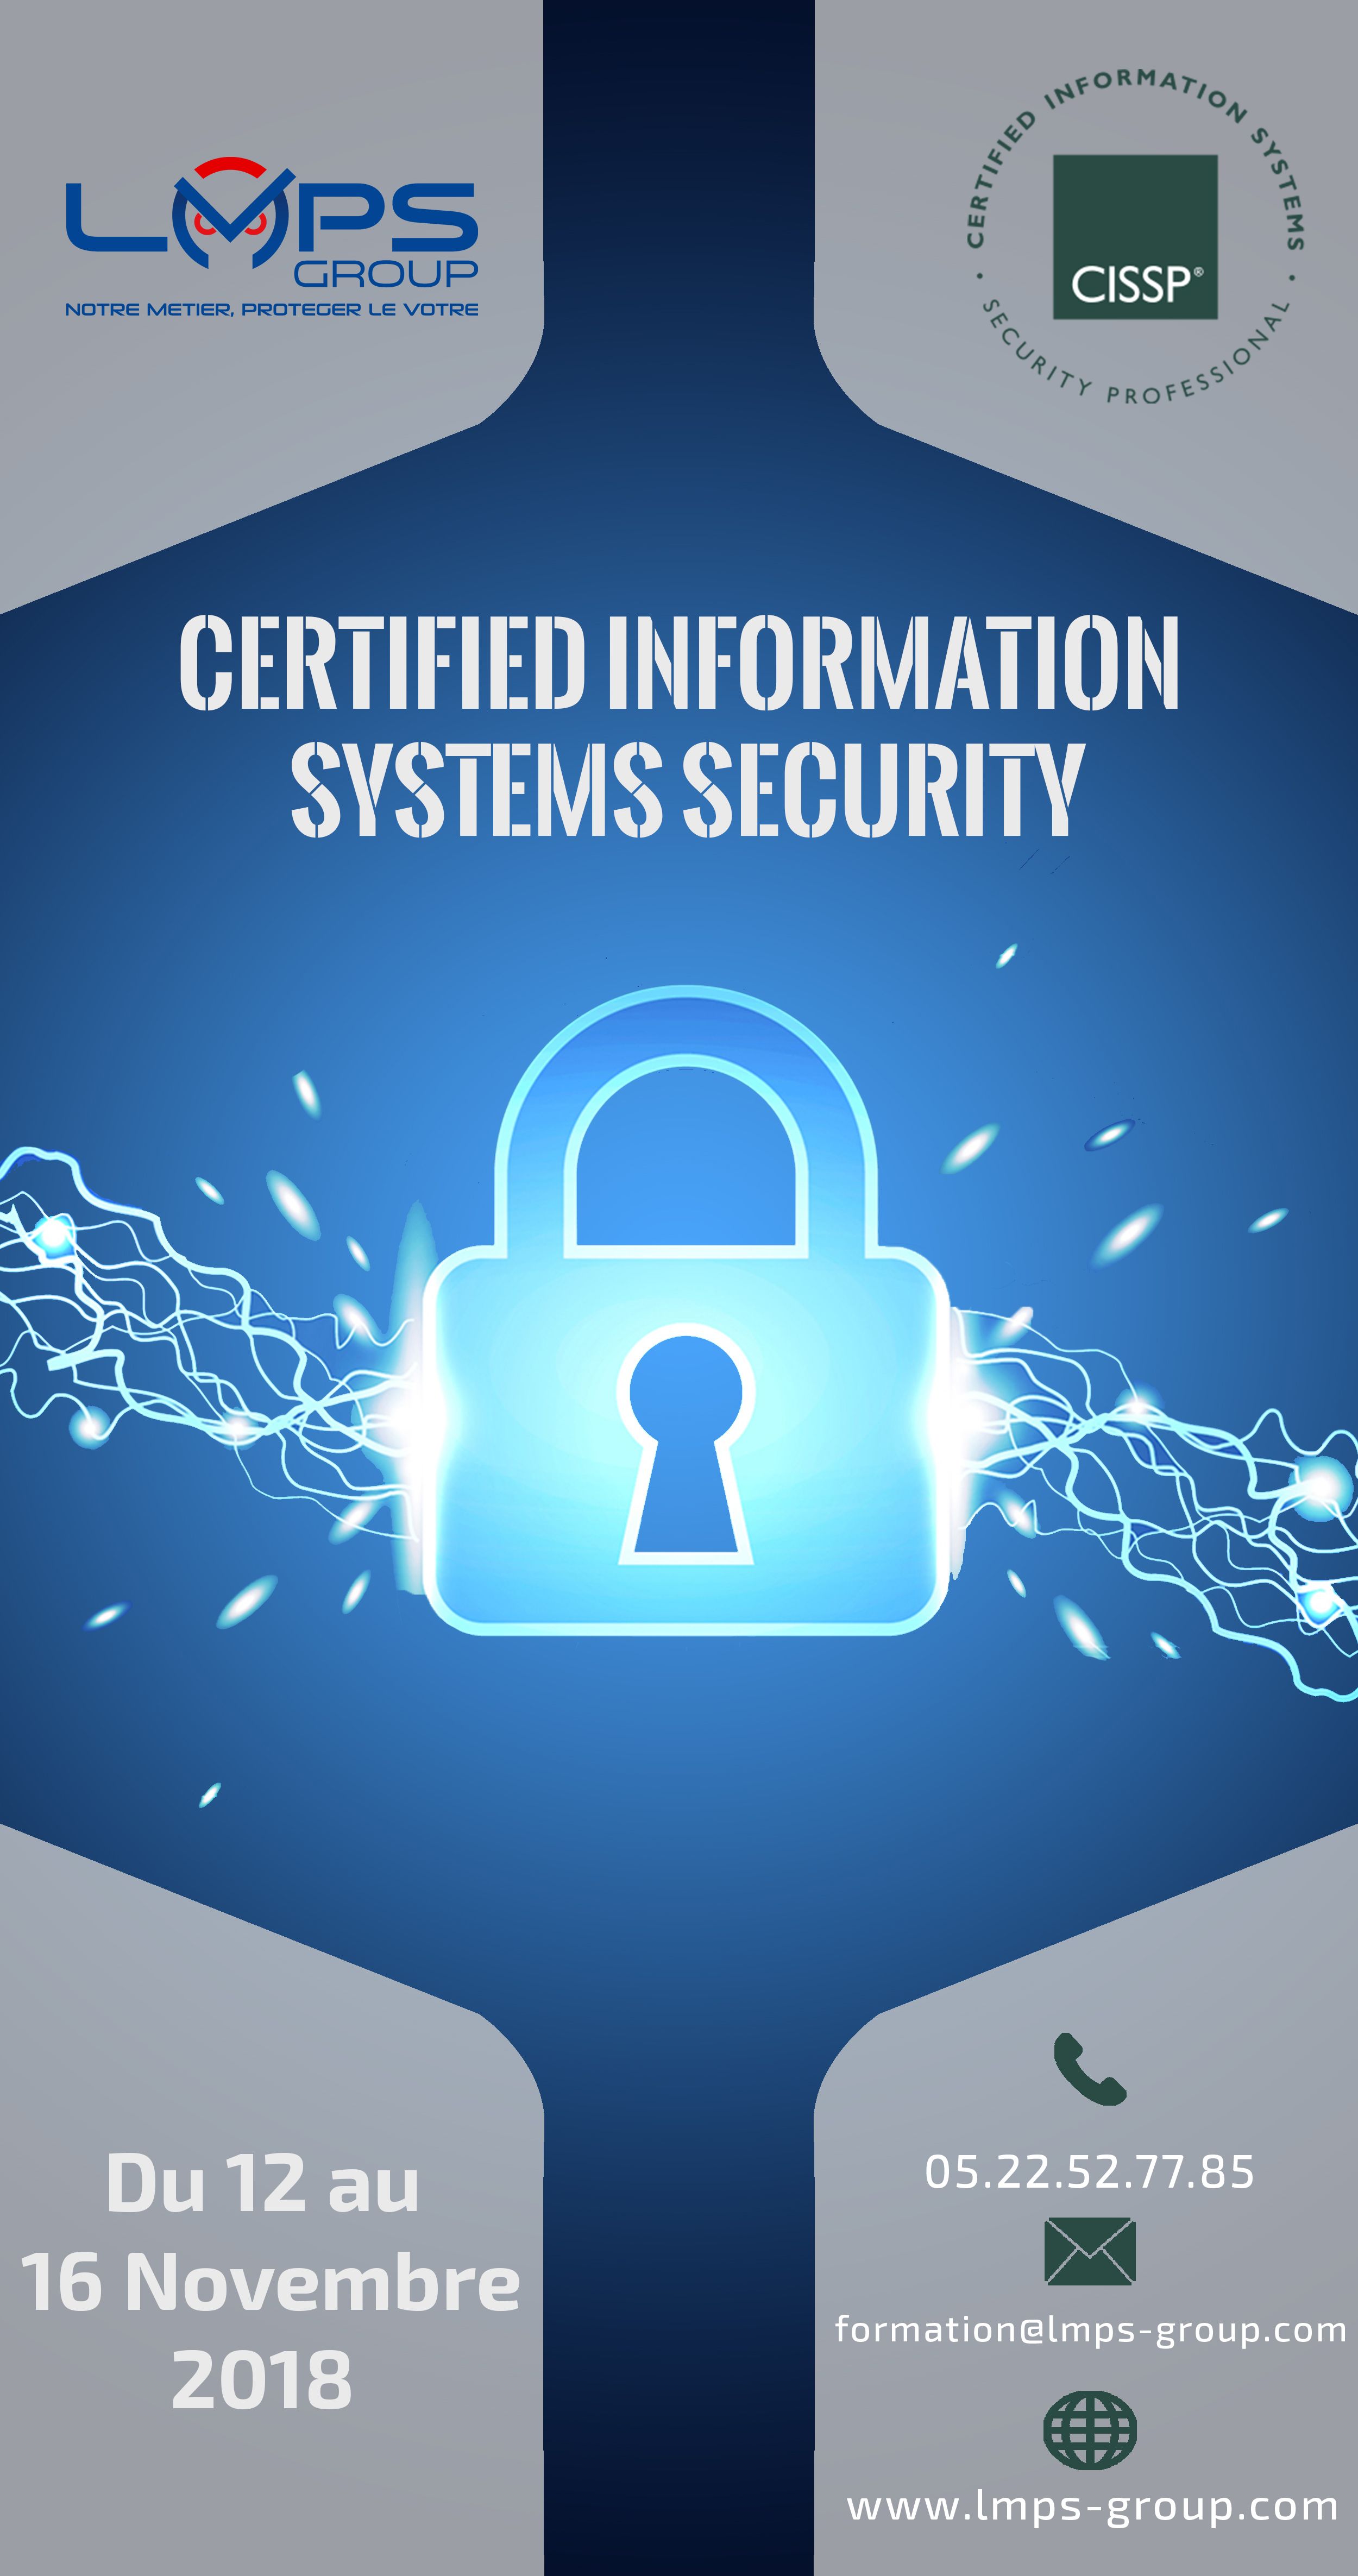 LMPS
GROUP
NOTRE METIER, PROTEGER LE VOTRE
• CERTIFIED INFORMATION SYSTEMS •
SECURITY PROFESSIONAL
CISSP®
CERTIFIED INFORMATION
SYSTEMS SECURITY
Du 12 au
16 Novembre
2018
05.22.52.77.85
formation@lmps-group.com
www.lmps-group.com